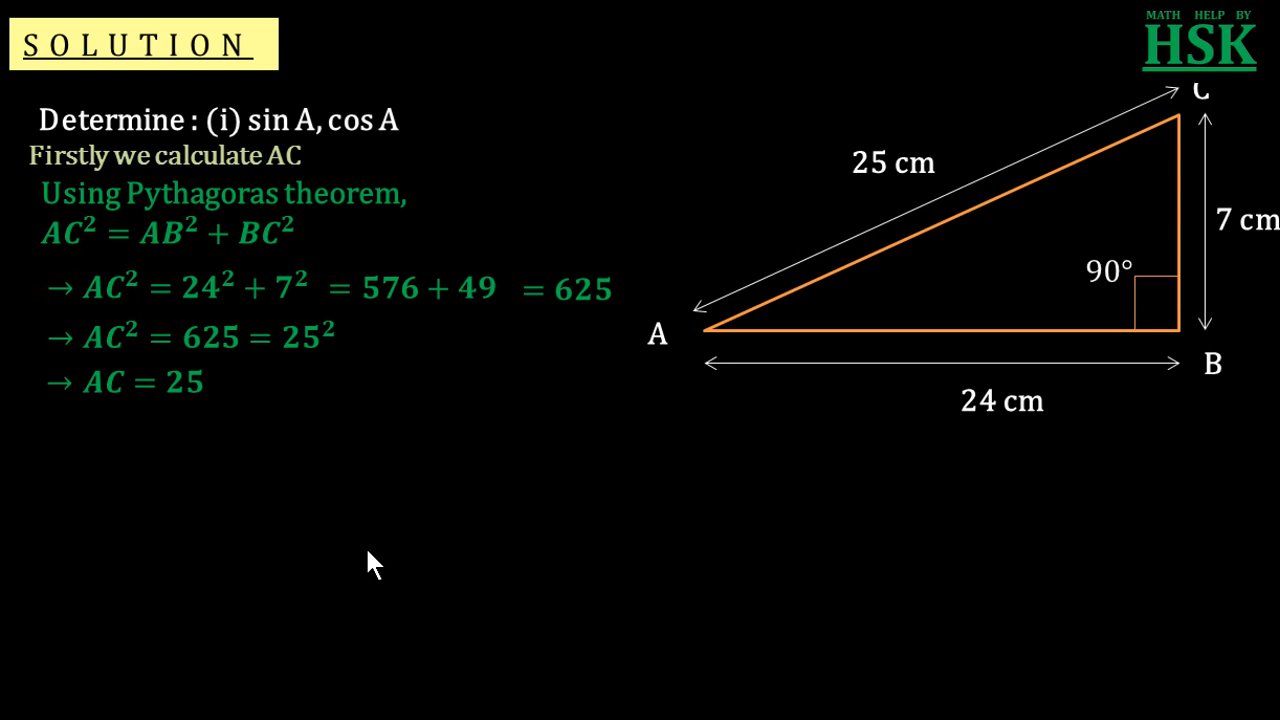 SOLUTION
MATH HELP BY
HSK
Determine : (i) sin A, cos A
Firstly we calculate AC
Using Pythagoras theorem,
AC² = AB² + BC²
→ AC² = 24² + 7² = 576 + 49 = 625
→ AC² = 625 = 25²
→ AC = 25
C
25 cm
7 cm
90°
A
B
24 cm